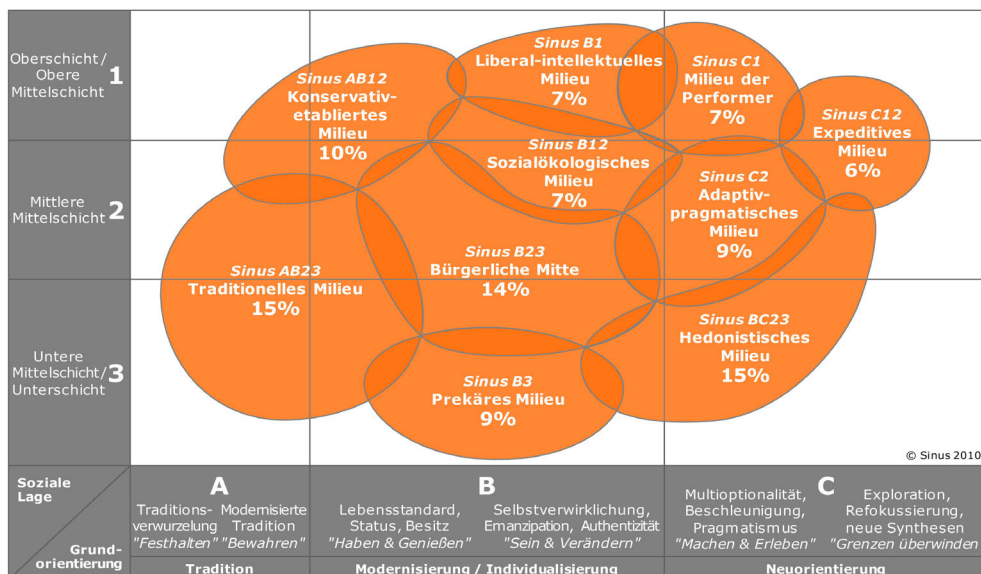 Oberschicht /
Obere
Mittelschicht
1
Mittlere
Mittelschicht
2
Untere
Mittelschicht/
Unterschicht
3
Sinus AB12
Konservativ-
etabliertes
Milieu
10%
Sinus B1
Liberal-intellektuelles
Milieu
7%
Sinus C1
Milieu der
Performer
7%
Sinus C12
Expeditives
Milieu
6%
Sinus B12
Sozialökologisches
Milieu
7%
Sinus C2
Adaptiv-
pragmatisches
Milieu
9%
Sinus AB23
Traditionelles Milieu
15%
Sinus B23
Bürgerliche Mitte
14%
Sinus BC23
Hedonistisches
Milieu
15%
Sinus B3
Prekäres Milieu
9%
© Sinus 2010
Soziale
Lage
Grund-
orientierung
A
Traditions-
verwurzelung
"Festhalten"
Modernisierte
Tradition
"Bewahren"
B
Lebensstandard,
Status, Besitz
"Haben & Genießen"
Selbstverwirklichung,
Emanzipation, Authentizität
"Sein & Verändern"
C
Multioptionalität,
Beschleunigung,
Pragmatismus
"Machen & Erleben"
Exploration,
Refokussierung,
neue Synthesen
"Grenzen überwinden"
Tradition
Modernisierung / Individualisierung
Neuorientierung